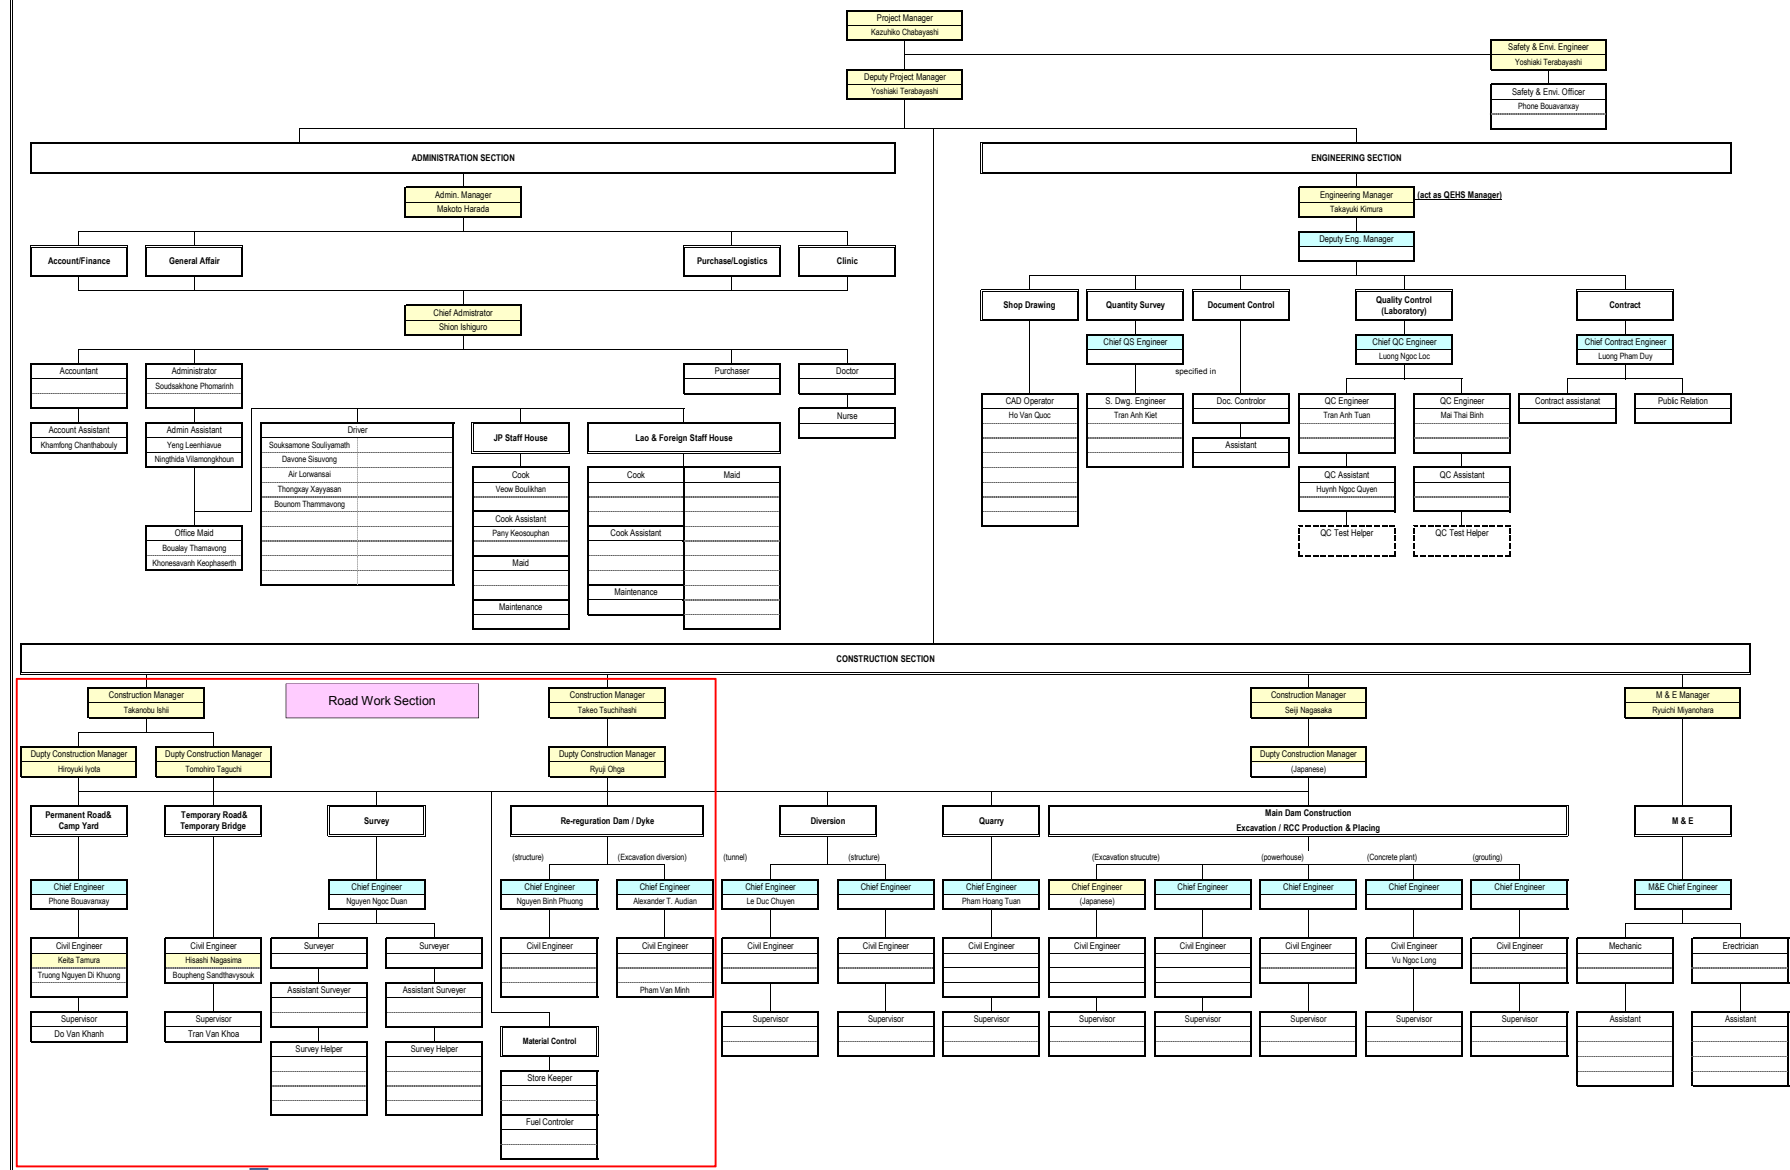 Project Manager
Kazuhiko Chabayashi
Safety & Envi. Engineer
Yoshiaki Terabayashi
Deputy Project Manager
Yoshiaki Terabayashi
Safety & Envi. Officer
Phone Bouavanxay
ADMINISTRATION SECTION
Admin. Manager
Makoto Harada
Account/Finance
General Affair
Purchase/Logistics
Clinic
Chief Admistrator
Shion Ishiguro
Accountant
Account Assistant
Khamfong Chanthabouly
Administrator
Soudsakhone Phomarinh
Admin Assistant
Yeng Leenhiavue
Ningthida Vilamongkhoun
Office Maid
Boualay Thamavong
Khonesavanh Keophaserth
Driver
Souksamone Souliyamath
Davone Sisuvong
Air Lorwansai
Thongxay Xayyasan
Bounom Thammavong
JP Staff House
Cook
Veow Boulikhan
Cook Assistant
Pany Keosouphan
Maid
Maintenance
Lao & Foreign Staff House
Cook
Cook Assistant
Maintenance
Maid
Purchaser
Doctor
Nurse
ENGINEERING SECTION
Engineering Manager
Takayuki Kimura
(act as QEHS Manager)
Deputy Eng. Manager
Shop Drawing
CAD Operator
Ho Van Quoc
Quantity Survey
Chief QS Engineer
S. Dwg. Engineer
Tran Anh Kiet
Document Control
specified in
Doc. Controlor
Assistant
Quality Control
(Laboratory)
Chief QC Engineer
Luong Ngoc Loc
QC Engineer
Tran Anh Tuan
QC Assistant
Huynh Ngoc Quyen
QC Test Helper
QC Engineer
Mai Thai Binh
QC Assistant
QC Test Helper
Contract
Chief Contract Engineer
Luong Pham Duy
Contract assistanat
Public Relation
CONSTRUCTION SECTION
Road Work Section
Construction Manager
Takanobu Ishii
Construction Manager
Takeo Tsuchihashi
Construction Manager
Seiji Nagasaka
M & E Manager
Ryuichi Miyanohara
Dupty Construction Manager
Hiroyuki Iyota
Dupty Construction Manager
Tomohiro Taguchi
Dupty Construction Manager
Ryuji Ohga
Dupty Construction Manager
(Japanese)
Permanent Road&
Camp Yard
Chief Engineer
Phone Bouavanxay
Civil Engineer
Keita Tamura
Truong Nguyen Di Khuong
Supervisor
Do Van Khanh
Temporary Road&
Temporary Bridge
Civil Engineer
Hisashi Nagasima
Boupheng Sandthavysouk
Supervisor
Tran Van Khoa
Survey
Chief Engineer
Nguyen Ngoc Duan
Surveyer
Assistant Surveyer
Survey Helper
Surveyer
Assistant Surveyer
Survey Helper
Re-reguration Dam / Dyke
(structure)
Chief Engineer
Nguyen Binh Phuong
Civil Engineer
(Excavation diversion)
Chief Engineer
Alexander T. Audian
Civil Engineer
Pham Van Minh
Material Control
Store Keeper
Fuel Controler
Diversion
(tunnel)
Chief Engineer
Le Duc Chuyen
Civil Engineer
Supervisor
(structure)
Chief Engineer
Civil Engineer
Supervisor
Quarry
Chief Engineer
Pham Hoang Tuan
Civil Engineer
Supervisor
Main Dam Construction
Excavation / RCC Production & Placing
(Excavation strucutre)
Chief Engineer
(Japanese)
Civil Engineer
Supervisor
Chief Engineer
Civil Engineer
Supervisor
(powerhouse)
Chief Engineer
Civil Engineer
Supervisor
(Concrete plant)
Chief Engineer
Civil Engineer
Vu Ngoc Long
Supervisor
(grouting)
Chief Engineer
Civil Engineer
Supervisor
M & E
M&E Chief Engineer
Mechanic
Assistant
Erectrician
Assistant